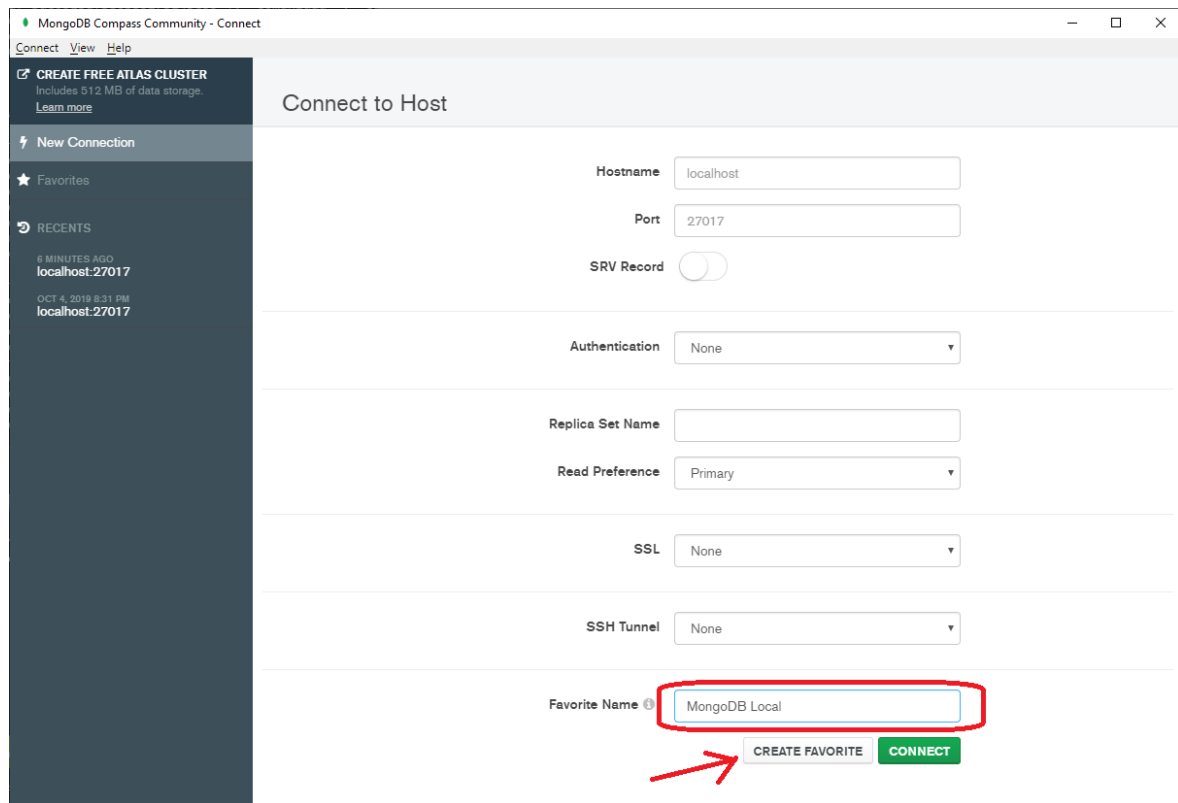 MongoDB Compass Community - Connect
Connect View Help
CREATE FREE ATLAS CLUSTER
Includes 512 MB of data storage.
Learn more
New Connection
Favorites
RECENTS
6 MINUTES AGO
localhost:27017
OCT 4, 2019 8:31 PM
localhost:27017
Connect to Host
Hostname localhost
Port 27017
SRV Record
Authentication None
Replica Set Name
Read Preference Primary
SSL None
SSH Tunnel None
Favorite Name MongoDB Local
CREATE FAVORITE CONNECT